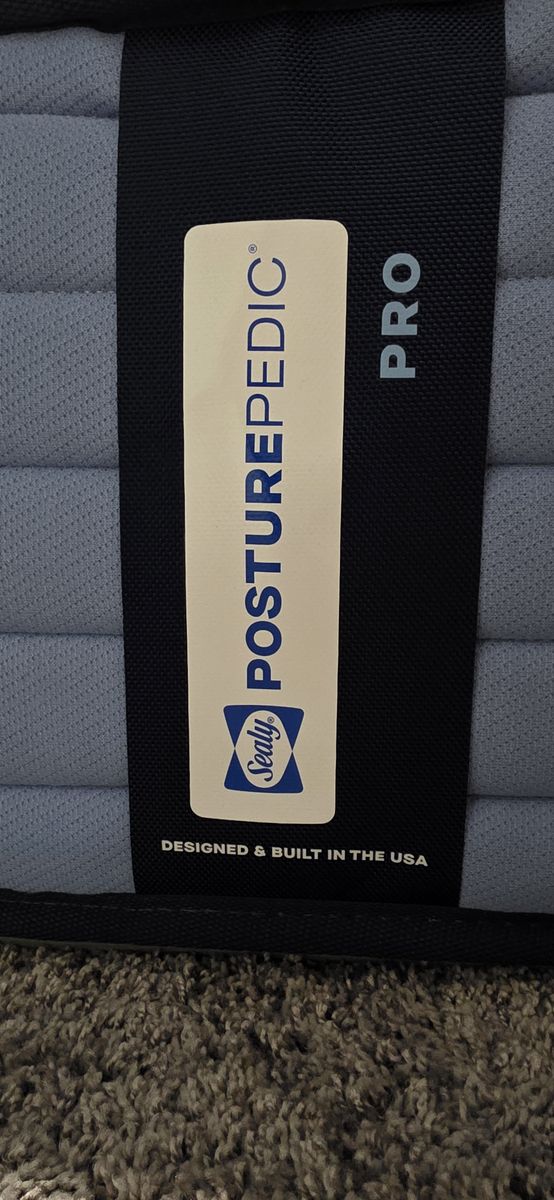 Sealy® POSTUREPEDIC®
PRO
DESIGNED & BUILT IN THE USA